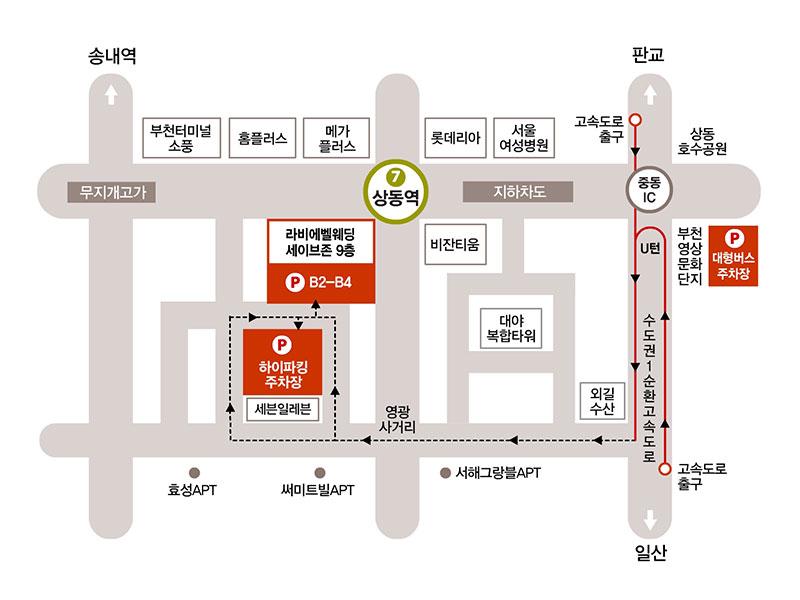 송내역
판교
고속도로
출구
부천터미널
소풍
홈플러스
메가
플러스
롯데리아
서울
여성병원
상동
호수공원
무지개고가
7
상동역
지하차도
중동
IC
라비에벨웨딩
세이브존 9층
P B2-B4
비잔티움
U턴
부천
영상
문화
단지
P
대형버스
주차장
P
하이파킹
주차장
세븐일레븐
대야
복합타워
외길
수산
수도권1순환고속도로
영광
사거리
효성APT
써미트빌APT
서해그랑블APT
고속도로
출구
일산